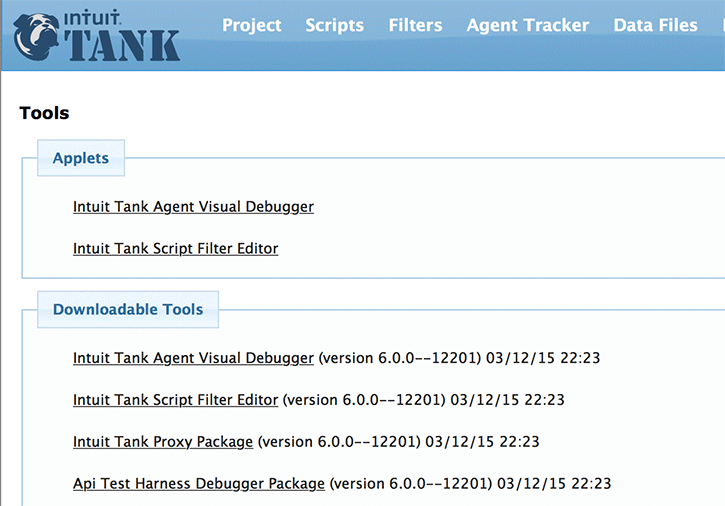 intuit.
TANK
Project Scripts Filters Agent Tracker Data Files
Tools
Applets
Intuit Tank Agent Visual Debugger
Intuit Tank Script Filter Editor
Downloadable Tools
Intuit Tank Agent Visual Debugger (version 6.0.0--12201) 03/12/15 22:23
Intuit Tank Script Filter Editor (version 6.0.0--12201) 03/12/15 22:23
Intuit Tank Proxy Package (version 6.0.0--12201) 03/12/15 22:23
Api Test Harness Debugger Package (version 6.0.0--12201) 03/12/15 22:23